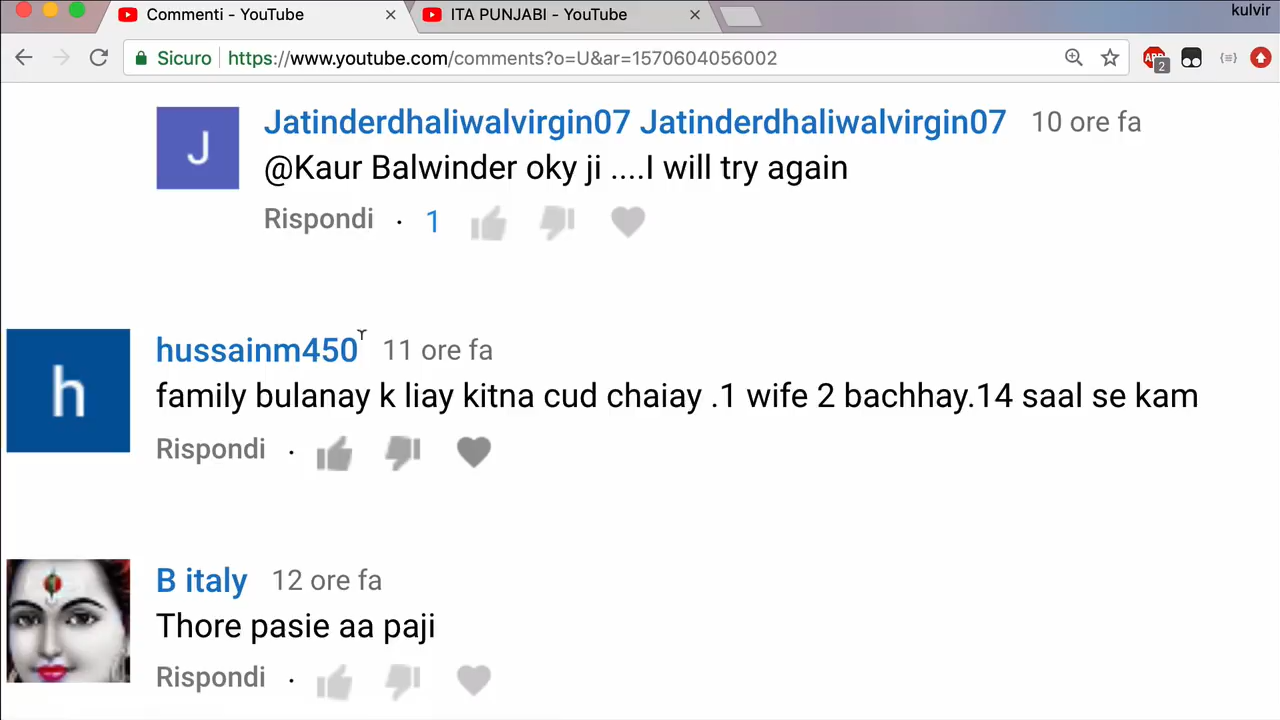 kulvir
Commenti - YouTube
ITA PUNJABI - YouTube
Sicuro https://www.youtube.com/comments?o=U&ar=1570604056002
ABP 2
J
Jatinderdhaliwalvirgin07 Jatinderdhaliwalvirgin07 10 ore fa
@Kaur Balwinder oky ji ....I will try again
Rispondi · 1
h
hussainm450 11 ore fa
family bulanay k liay kitna cud chaiay .1 wife 2 bachhay.14 saal se kam
Rispondi ·
B italy 12 ore fa
Thore pasie aa paji
Rispondi ·